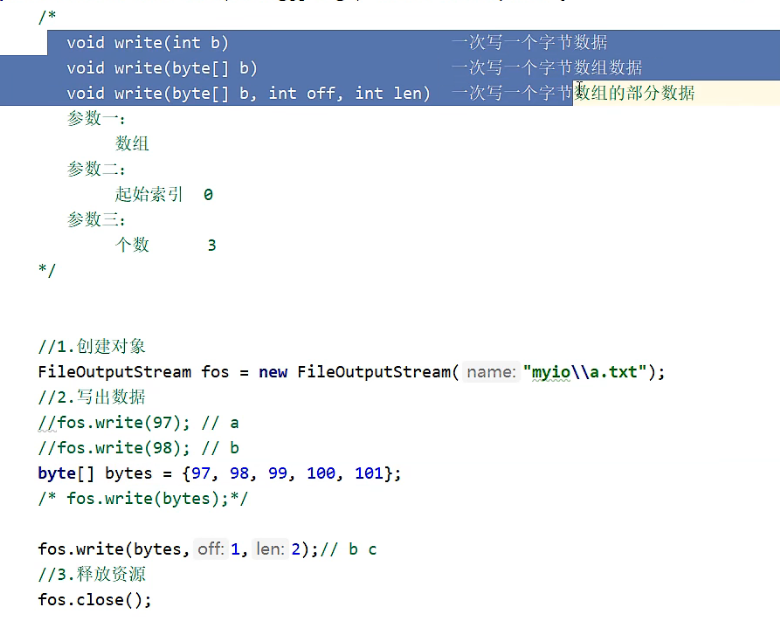 /*
void write(int b) 一次写一个字节数据
void write(byte[] b) 一次写一个字节数组数据
void write(byte[] b, int off, int len) 一次写一个字节数组的部分数据
参数一:
数组
参数二:
起始索引 0
参数三:
个数 3
*/
//1.创建对象
FileOutputStream fos = new FileOutputStream( name: "myio\\a.txt");
//2.写出数据
//fos.write(97); // a
//fos.write(98); // b
byte[] bytes = {97, 98, 99, 100, 101};
/* fos.write(bytes);*/
fos.write(bytes, off: 1, len: 2);// b c
//3.释放资源
fos.close();